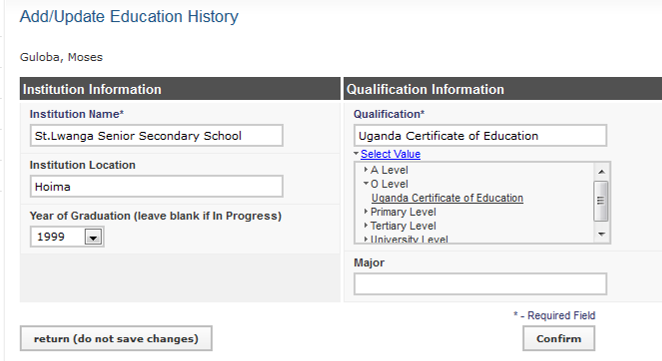 Add/Update Education History
Guloba, Moses
Institution Information
Institution Name*
St.Lwanga Senior Secondary School
Institution Location
Hoima
Year of Graduation (leave blank if In Progress)
1999
Qualification Information
Qualification*
Uganda Certificate of Education
Select Value
A Level
O Level
Uganda Certificate of Education
Primary Level
Tertiary Level
University Level
Major
* - Required Field
return (do not save changes)
Confirm